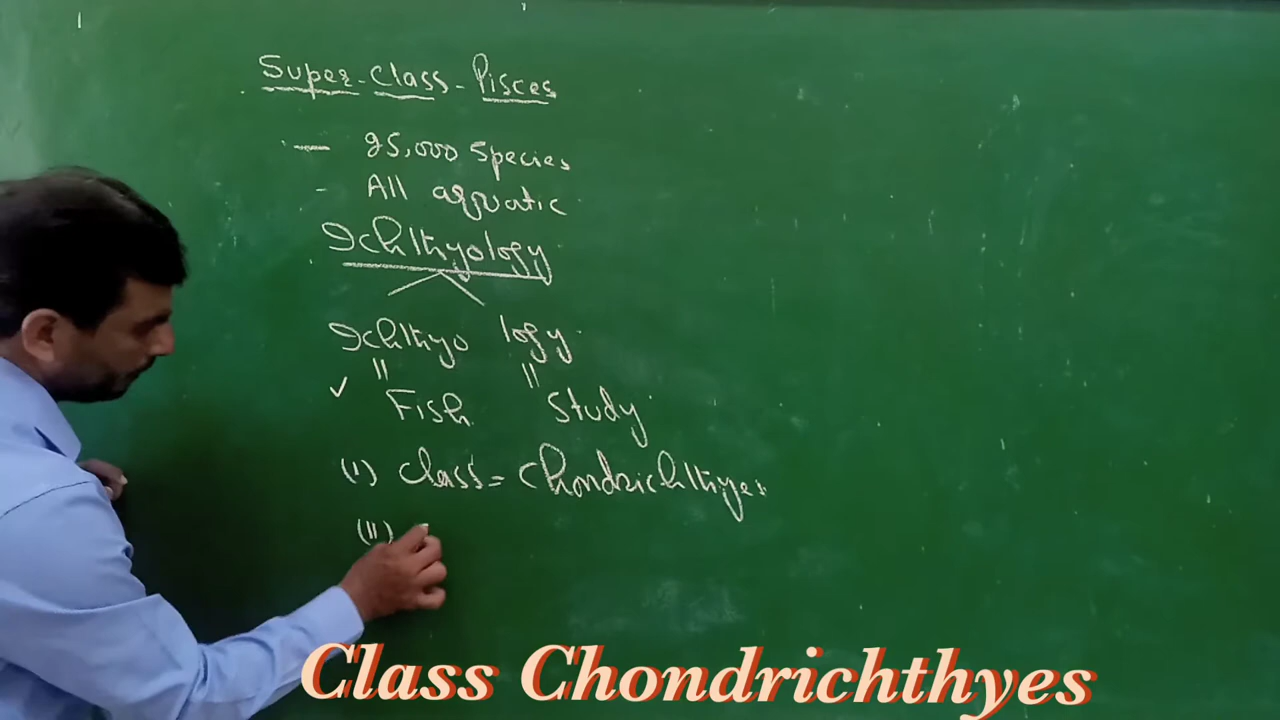 Super-Class-Pisces
— 25,000 Species
- All aquatic
Ichthyology
Ichthyo logy
" "
✓ Fish Study
(I) Class = Chondrichthyes
(II)
Class Chondrichthyes